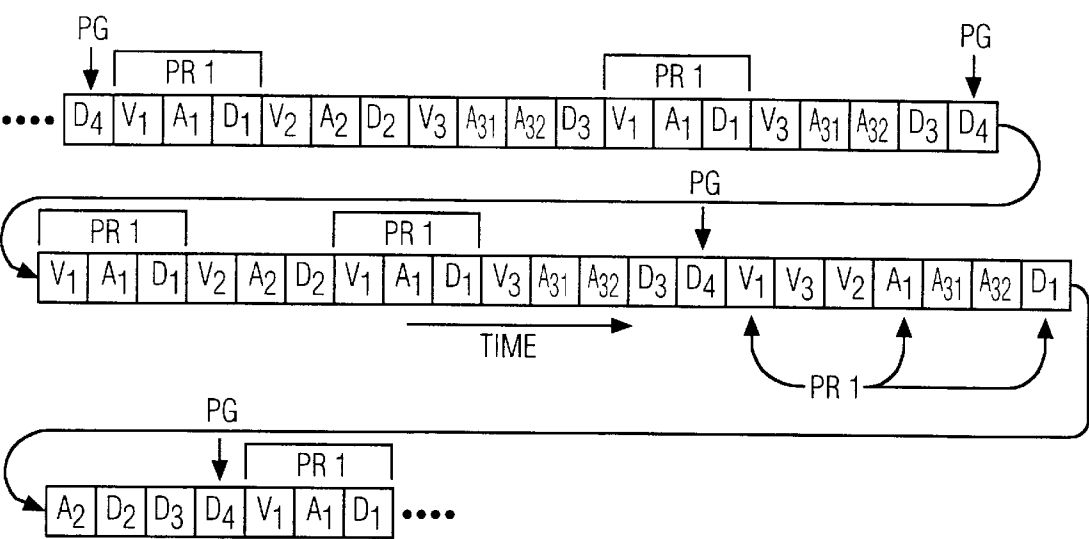 PG PG
PR 1 PR 1
D4 V1 A1 D1 V2 A2 D2 V3 A31 A32 D3 V1 A1 D1 V3 A31 A32 D3 D4
PG
PR 1 PR 1
V1 A1 D1 V2 A2 D2 V1 A1 D1 V3 A31 A32 D3 D4 V1 V3 V2 A1 A31 A32 D1
TIME
PR 1
PG
PR 1
A2 D2 D3 D4 V1 A1 D1